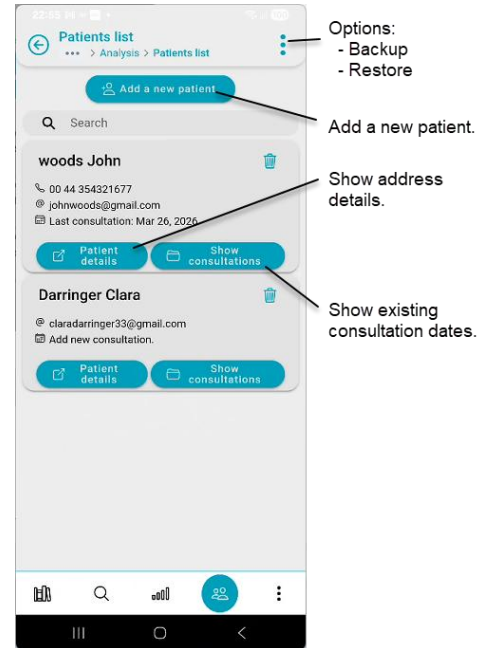 22:55
Patients list
••• > Analysis > Patients list
Add a new patient
Search
woods John
00 44 354321677
johnwoods@gmail.com
Last consultation: Mar 26, 2026
Patient details
Show consultations
Darringer Clara
claradarringer33@gmail.com
Add new consultation.
Patient details
Show consultations
Options:
- Backup
- Restore
Add a new patient.
Show address
details.
Show existing
consultation dates.